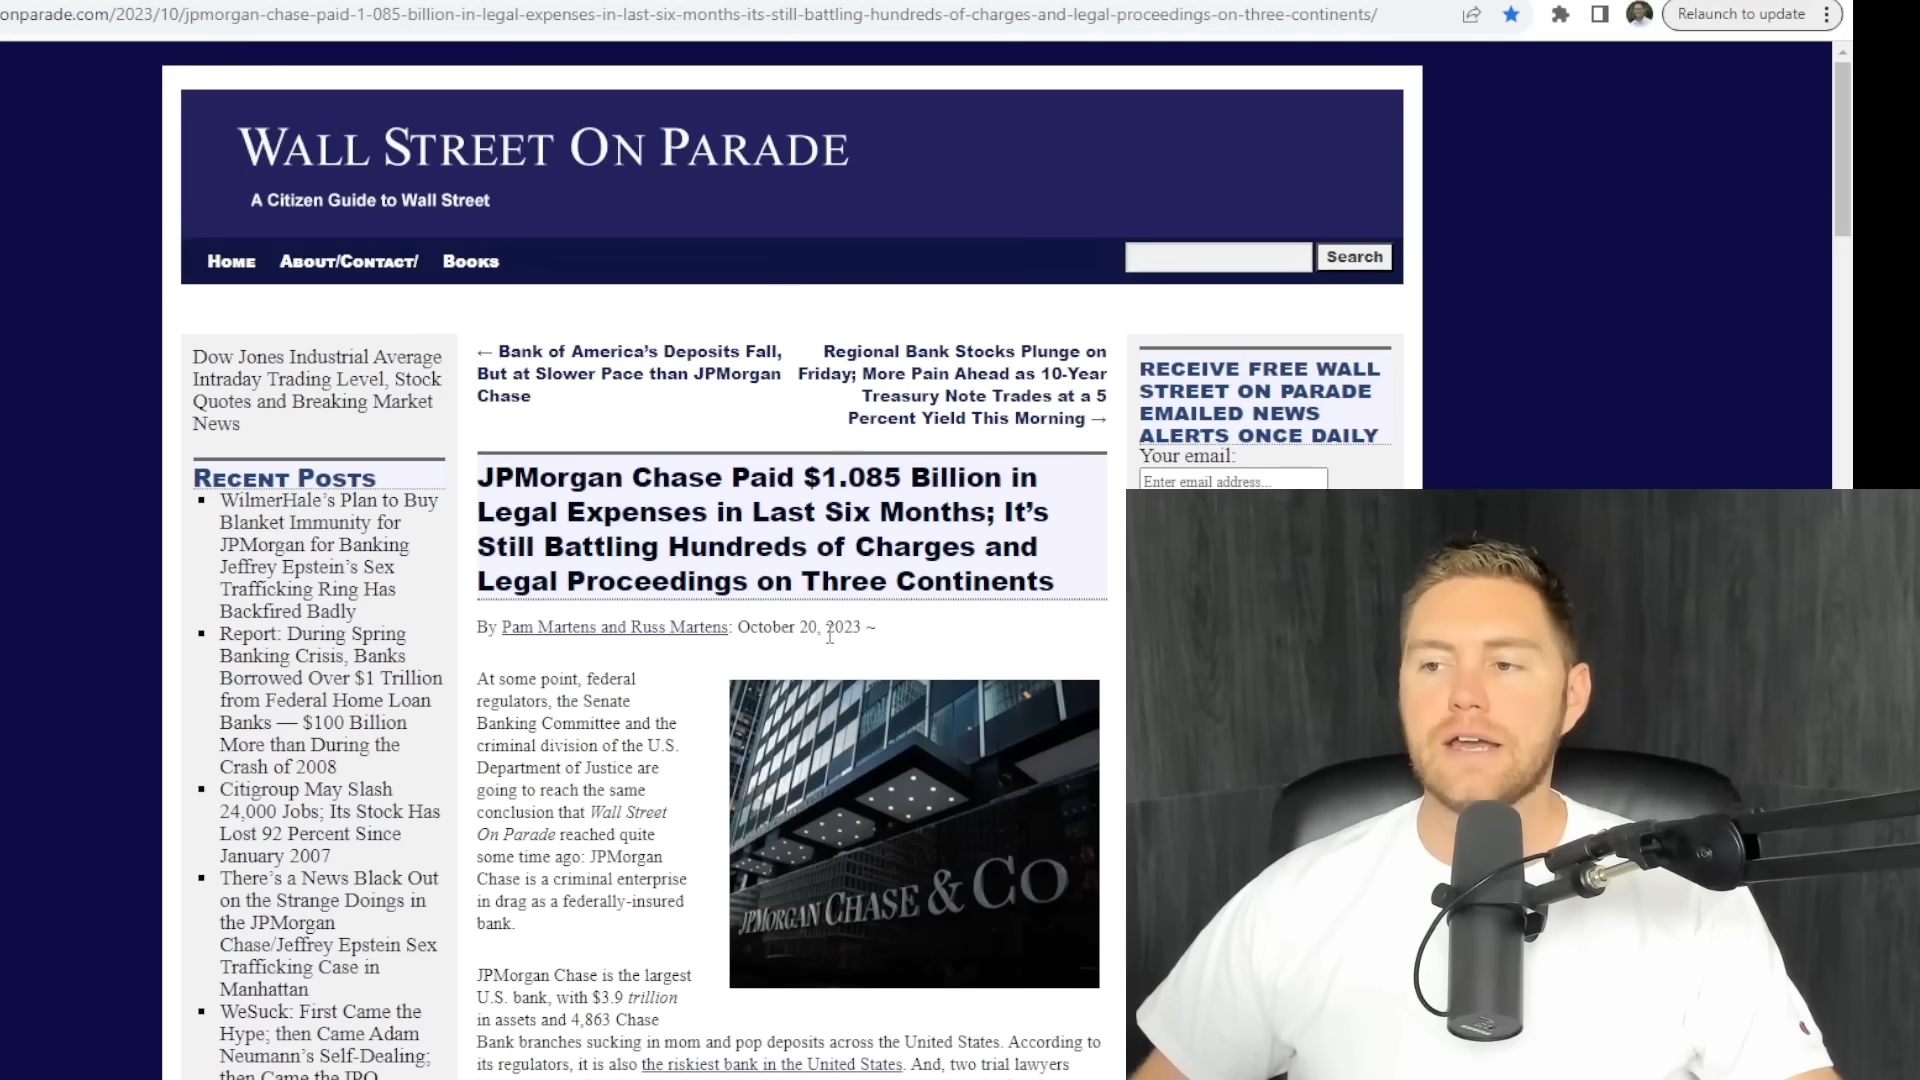 onparade.com/2023/10/jpmorgan-chase-paid-1-085-billion-in-legal-expenses-in-last-six-months-its-still-battling-hundreds-of-charges-and-legal-proceedings-on-three-continents/
Relaunch to update
WALL STREET ON PARADE
A Citizen Guide to Wall Street
HOME
ABOUT/CONTACT/
BOOKS
Search
Dow Jones Industrial Average
Intraday Trading Level, Stock
Quotes and Breaking Market
News
RECENT POSTS
WilmerHale's Plan to Buy
Blanket Immunity for
JPMorgan for Banking
Jeffrey Epstein's Sex
Trafficking Ring Has
Backfired Badly
Report: During Spring
Banking Crisis, Banks
Borrowed Over $1 Trillion
from Federal Home Loan
Banks — $100 Billion
More than During the
Crash of 2008
Citigroup May Slash
24,000 Jobs; Its Stock Has
Lost 92 Percent Since
January 2007
There's a News Black Out
on the Strange Doings in
the JPMorgan
Chase/Jeffrey Epstein Sex
Trafficking Case in
Manhattan
WeSuck: First Came the
Hype; then Came Adam
Neumann's Self-Dealing;
then Came the IPO
← Bank of America's Deposits Fall,
But at Slower Pace than JPMorgan
Chase
Regional Bank Stocks Plunge on
Friday; More Pain Ahead as 10-Year
Treasury Note Trades at a 5
Percent Yield This Morning →
JPMorgan Chase Paid $1.085 Billion in
Legal Expenses in Last Six Months; It's
Still Battling Hundreds of Charges and
Legal Proceedings on Three Continents
By Pam Martens and Russ Martens: October 20, 2023 ~
At some point, federal
regulators, the Senate
Banking Committee and the
criminal division of the U.S.
Department of Justice are
going to reach the same
conclusion that Wall Street
On Parade reached quite
some time ago: JPMorgan
Chase is a criminal enterprise
in drag as a federally-insured
bank.
JPMORGAN CHASE & CO
JPMorgan Chase is the largest
U.S. bank, with $3.9 trillion
in assets and 4,863 Chase
Bank branches sucking in mom and pop deposits across the United States. According to
its regulators, it is also the riskiest bank in the United States. And, two trial lawyers
RECEIVE FREE WALL
STREET ON PARADE
EMAILED NEWS
ALERTS ONCE DAILY
Your email:
Enter email address...